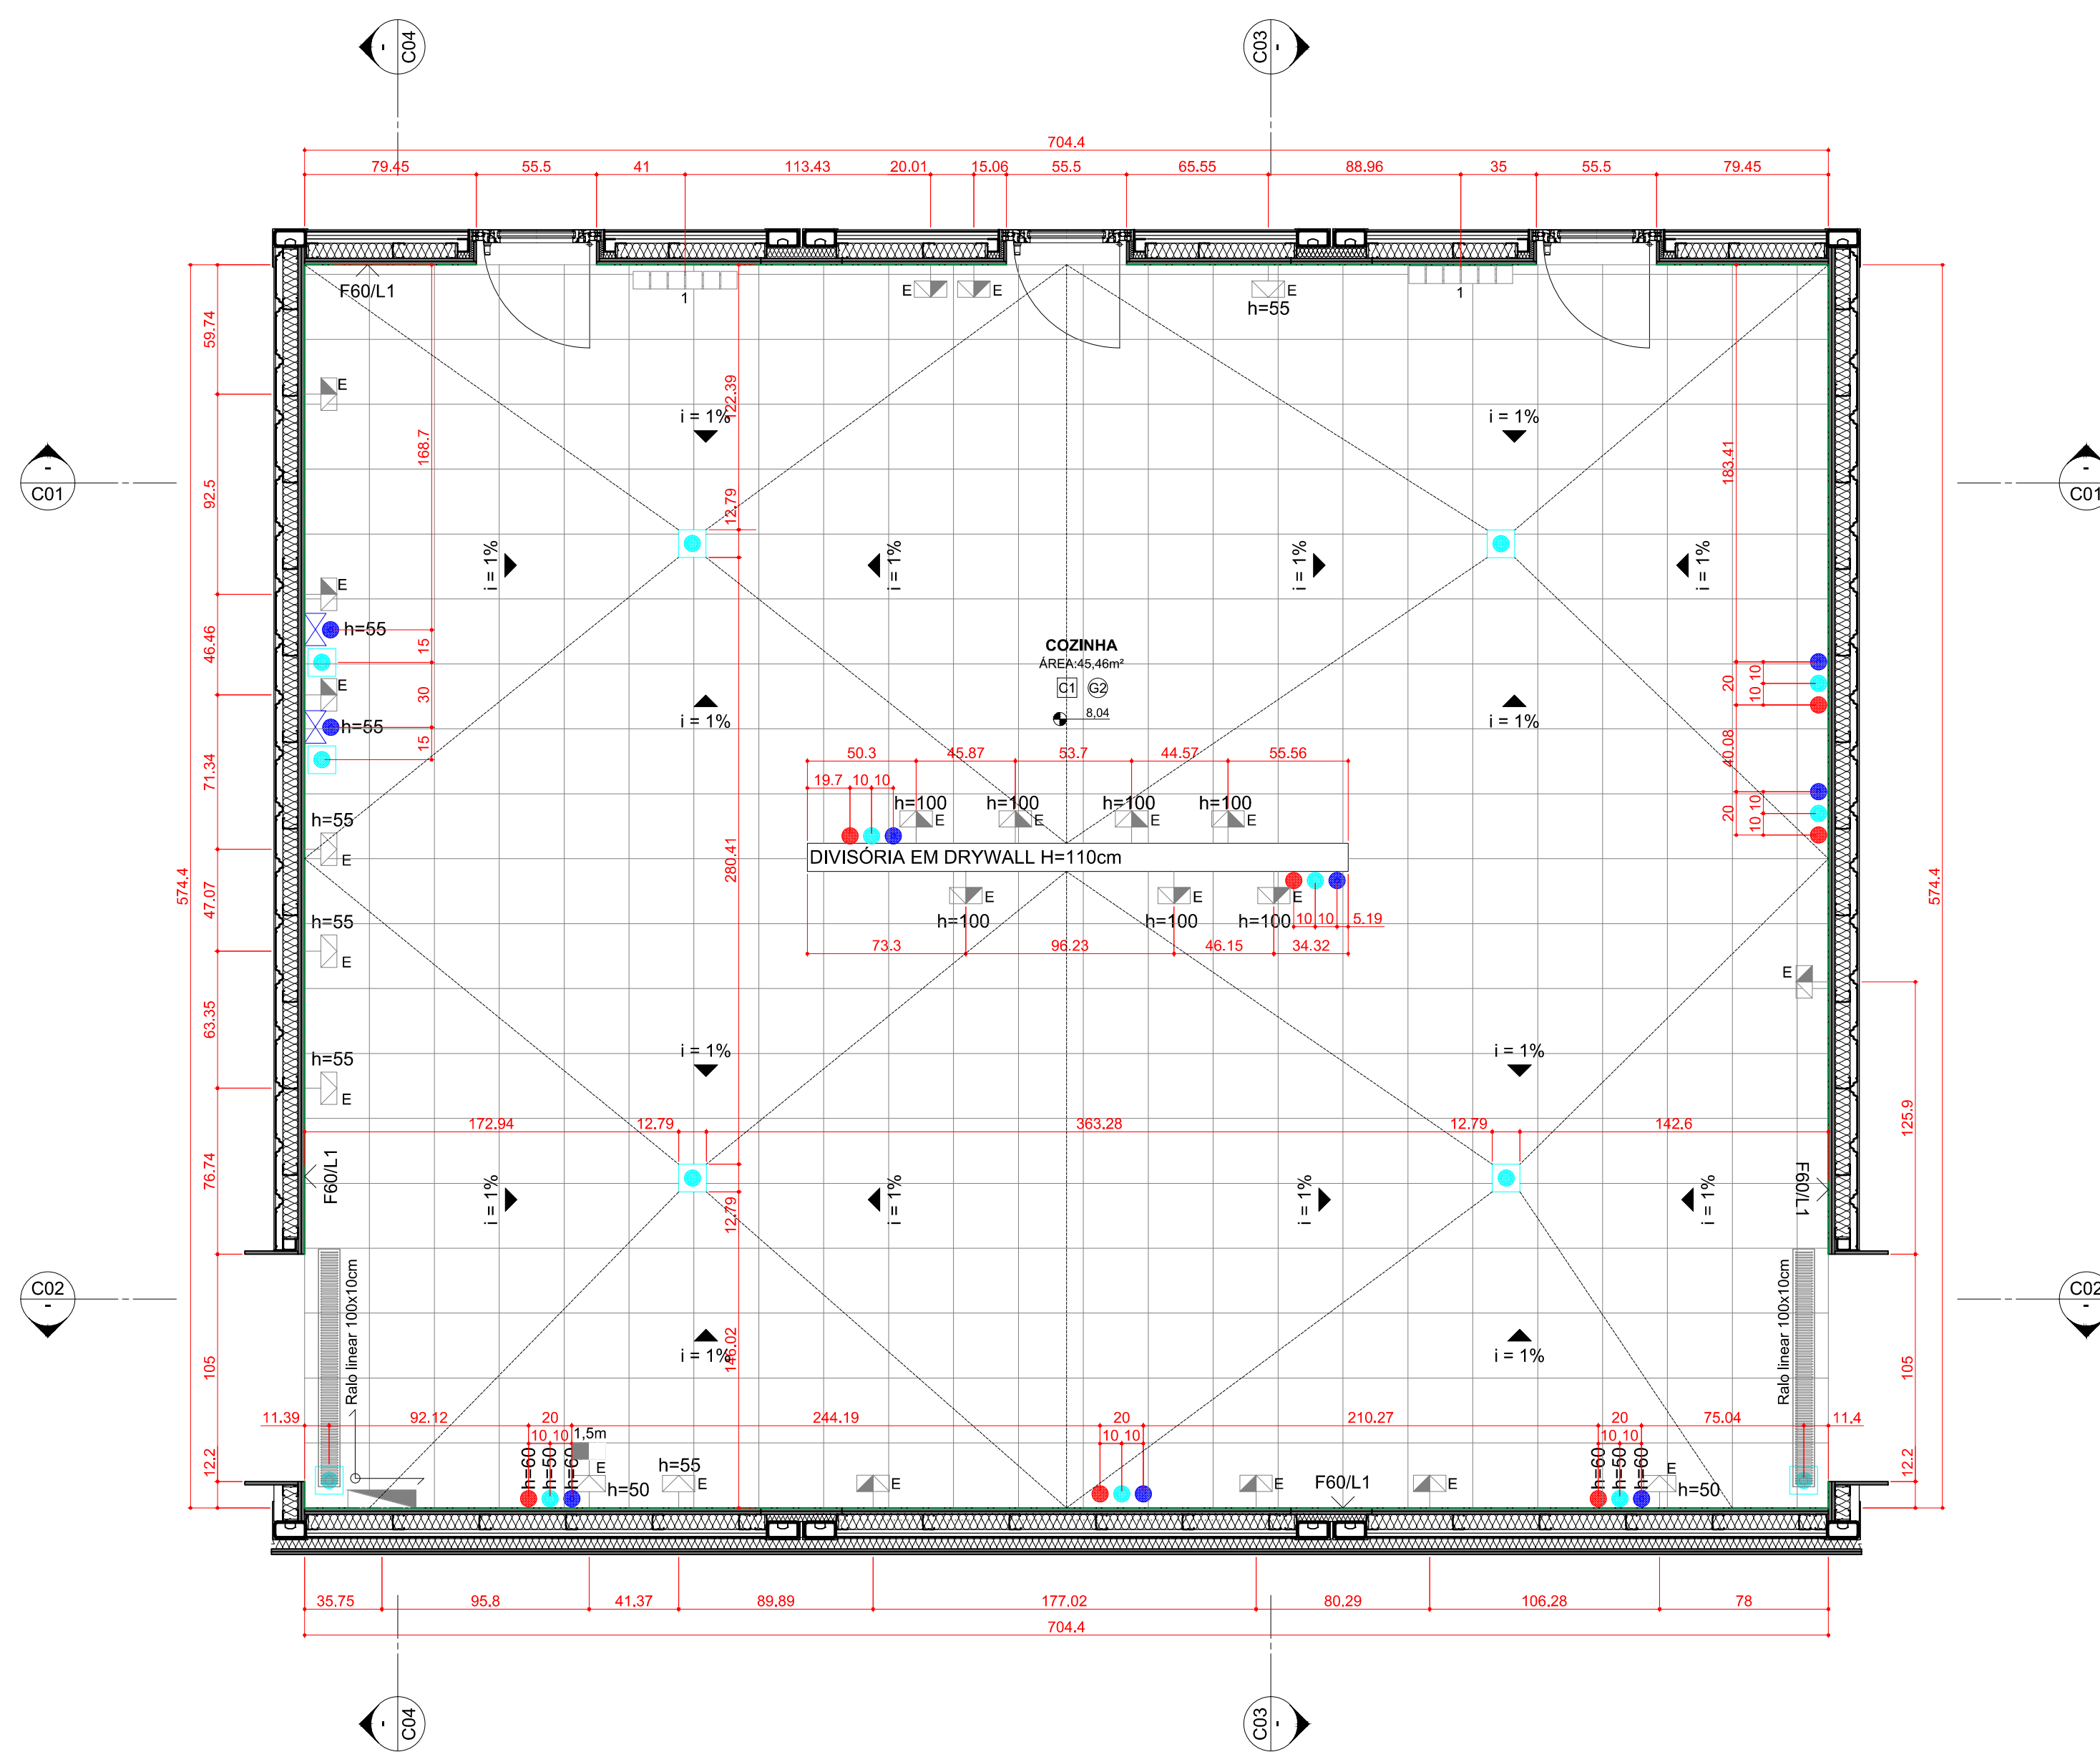 C04
-
C03
-
704.4
79.45 55.5 41 113.43 20.01 15.06 55.5 65.55 88.96 35 55.5 79.45
F60/L1
1
E
E
E
h=55
1
59.74
E
122.39
i = 1%
i = 1%
168.7
183.41
C01
-
C01
-
92.5
12.79
i = 1%
i = 1%
i = 1%
i = 1%
E
h=55
46.46
15
COZINHA
ÁREA:45,46m²
C1
G2
8,04
E
30
h=55
15
i = 1%
i = 1%
20
10 10
40.08
20
10 10
71.34
50.3 45.87 53.7 44.57 55.56
19.7 10 10
h=100 h=100 h=100 h=100
E E E E
h=55
E
280.41
DIVISÓRIA EM DRYWALL H=110cm
574.4
574.4
47.07
E E E
h=100 h=100 h=100
10 10 5.19
73.3 96.23 46.15 34.32
h=55
E
E
63.35
h=55
E
i = 1%
i = 1%
125.9
172.94 12.79 363.28 12.79 142.6
76.74
F60/L1
F60/L1
i = 1%
12.79
i = 1%
i = 1%
i = 1%
C02
-
C02
-
Ralo linear 100x10cm
Ralo linear 100x10cm
105
105
i = 1%
146.02
i = 1%
11.39 92.12 20 244.19 20 210.27 20 75.04 11.4
10 10
1,5m
10 10
10 10
12.2
12.2
h=60
h=50
h=60
E
h=50
h=55
E
E
E
F60/L1
E
h=60
h=50
h=60
E
h=50
35.75 95.8 41.37 89.89 177.02 80.29 106.28 78
704.4
C04
-
C03
-